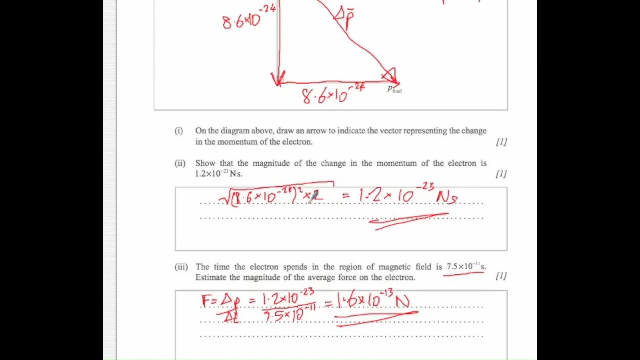 8.6×10⁻²⁴
Δp̄
8.6×10⁻²⁴
p final
(i) On the diagram above, draw an arrow to indicate the vector representing the change
in the momentum of the electron. [1]
(ii) Show that the magnitude of the change in the momentum of the electron is
1.2×10⁻²³ Ns. [1]
√(8.6×10⁻²⁴)²×2 = 1.2×10⁻²³ Ns
(iii) The time the electron spends in the region of magnetic field is 7.5×10⁻¹¹s.
Estimate the magnitude of the average force on the electron. [1]
F = Δp/Δt = 1.2×10⁻²³/7.5×10⁻¹¹ = 1.6×10⁻¹³ N